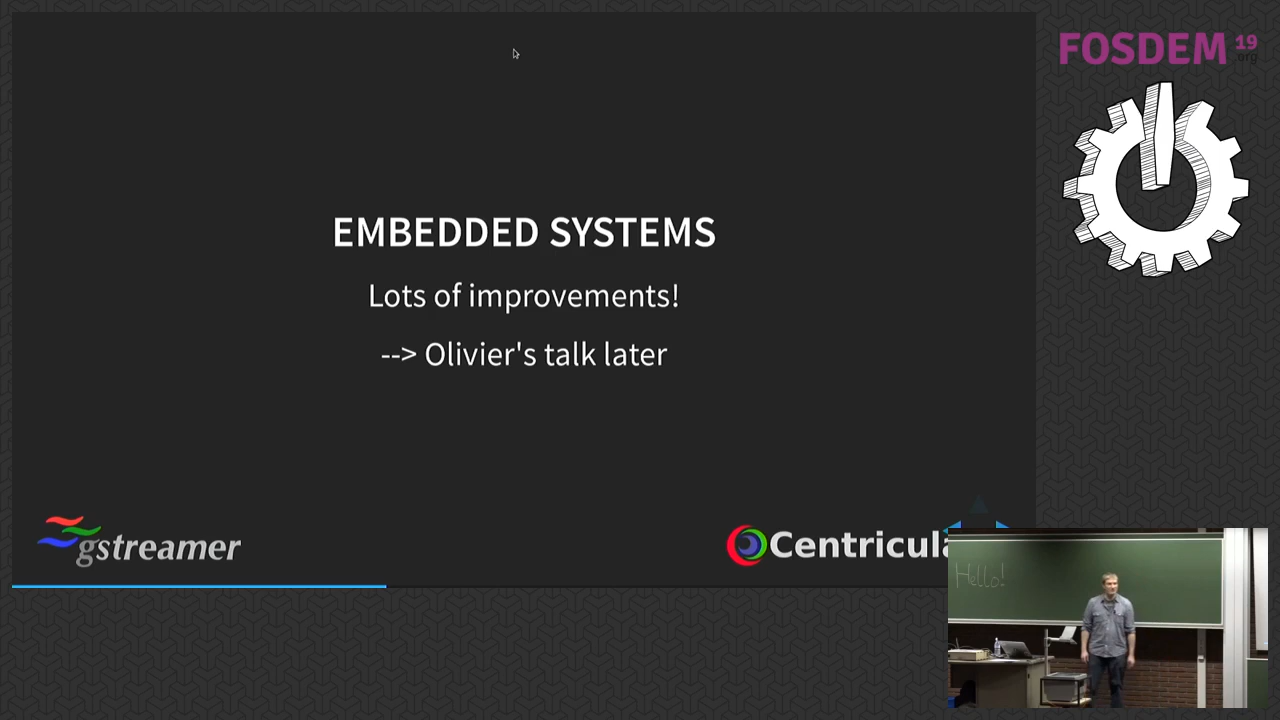 FOSDEM 19
.org
EMBEDDED SYSTEMS
Lots of improvements!
--> Olivier's talk later
gstreamer
Centricula
Hello!